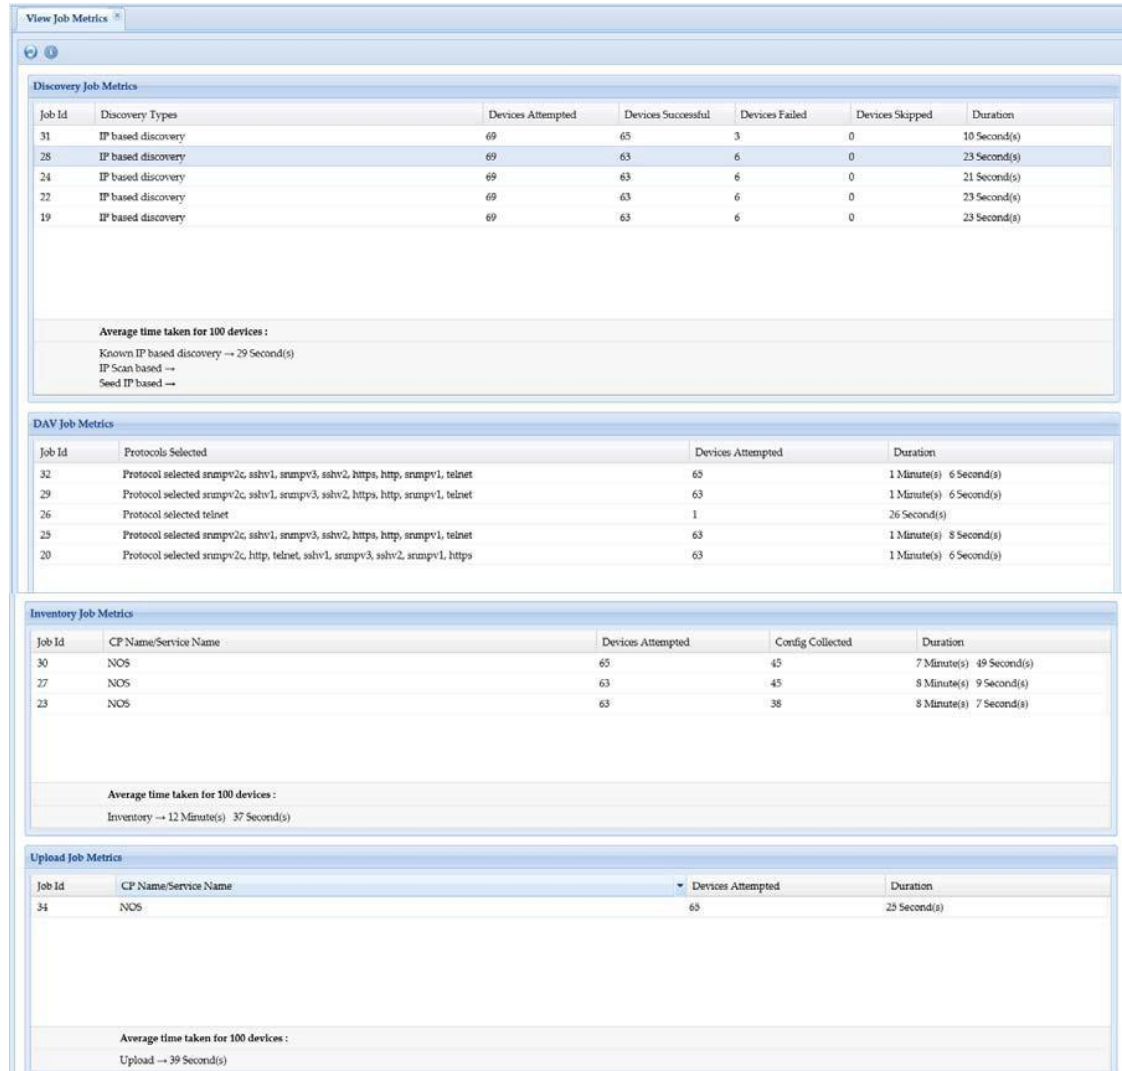 View Job Metrics
Discovery Job Metrics
Job Id Discovery Types Devices Attempted Devices Successful Devices Failed Devices Skipped Duration
31 IP based discovery 69 65 3 0 10 Second(s)
28 IP based discovery 69 63 6 0 23 Second(s)
24 IP based discovery 69 63 6 0 21 Second(s)
22 IP based discovery 69 63 6 0 23 Second(s)
19 IP based discovery 69 63 6 0 23 Second(s)
Average time taken for 100 devices :
Known IP based discovery → 29 Second(s)
IP Scan based →
Seed IP based →
DAV Job Metrics
Job Id Protocols Selected Devices Attempted Duration
32 Protocol selected snmpv2c, sshv1, snmpv3, sshv2, https, http, snmpv1, telnet 65 1 Minute(s) 6 Second(s)
29 Protocol selected snmpv2c, sshv1, snmpv3, sshv2, https, http, snmpv1, telnet 63 1 Minute(s) 6 Second(s)
26 Protocol selected telnet 1 26 Second(s)
25 Protocol selected snmpv2c, sshv1, snmpv3, sshv2, https, http, snmpv1, telnet 63 1 Minute(s) 8 Second(s)
20 Protocol selected snmpv2c, http, telnet, sshv1, snmpv3, sshv2, snmpv1, https 63 1 Minute(s) 6 Second(s)
Inventory Job Metrics
Job Id CP Name/Service Name Devices Attempted Config Collected Duration
30 NOS 65 45 7 Minute(s) 49 Second(s)
27 NOS 63 45 8 Minute(s) 9 Second(s)
23 NOS 63 38 8 Minute(s) 7 Second(s)
Average time taken for 100 devices :
Inventory → 12 Minute(s) 37 Second(s)
Upload Job Metrics
Job Id CP Name/Service Name Devices Attempted Duration
34 NOS 65 25 Second(s)
Average time taken for 100 devices :
Upload → 39 Second(s)